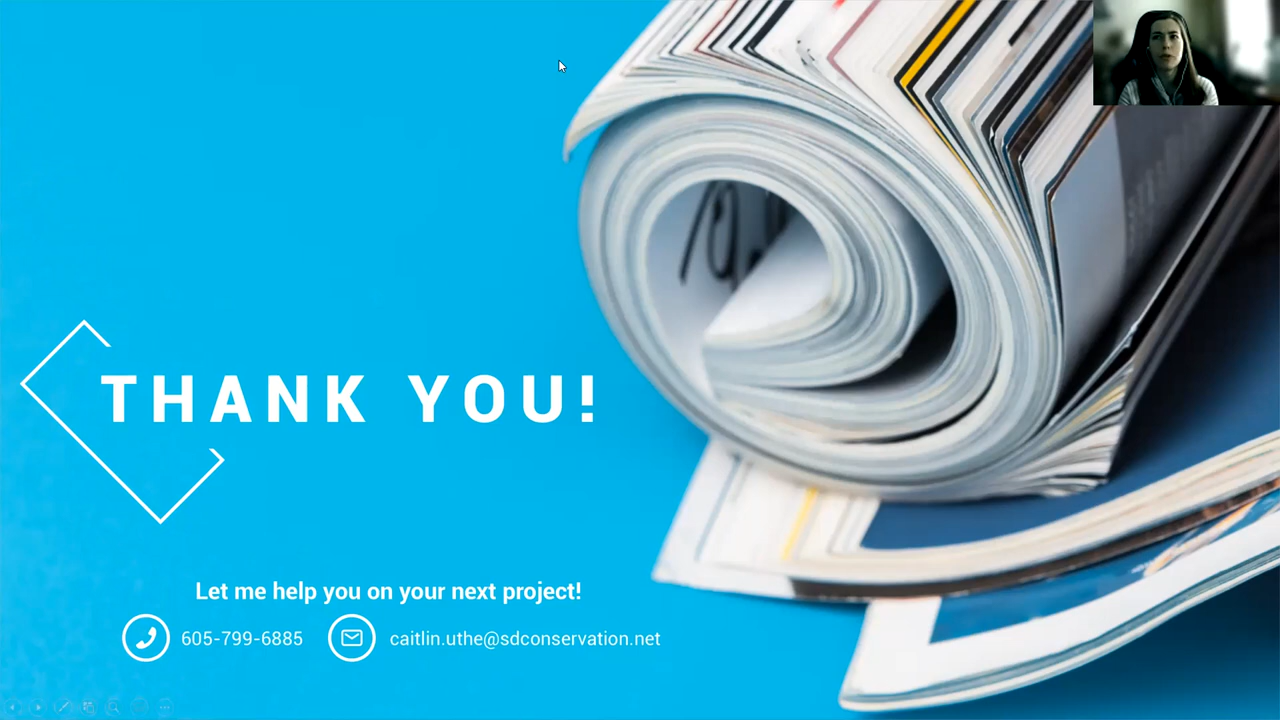 THANK YOU!
Let me help you on your next project!
605-799-6885 caitlin.uthe@sdconservation.net